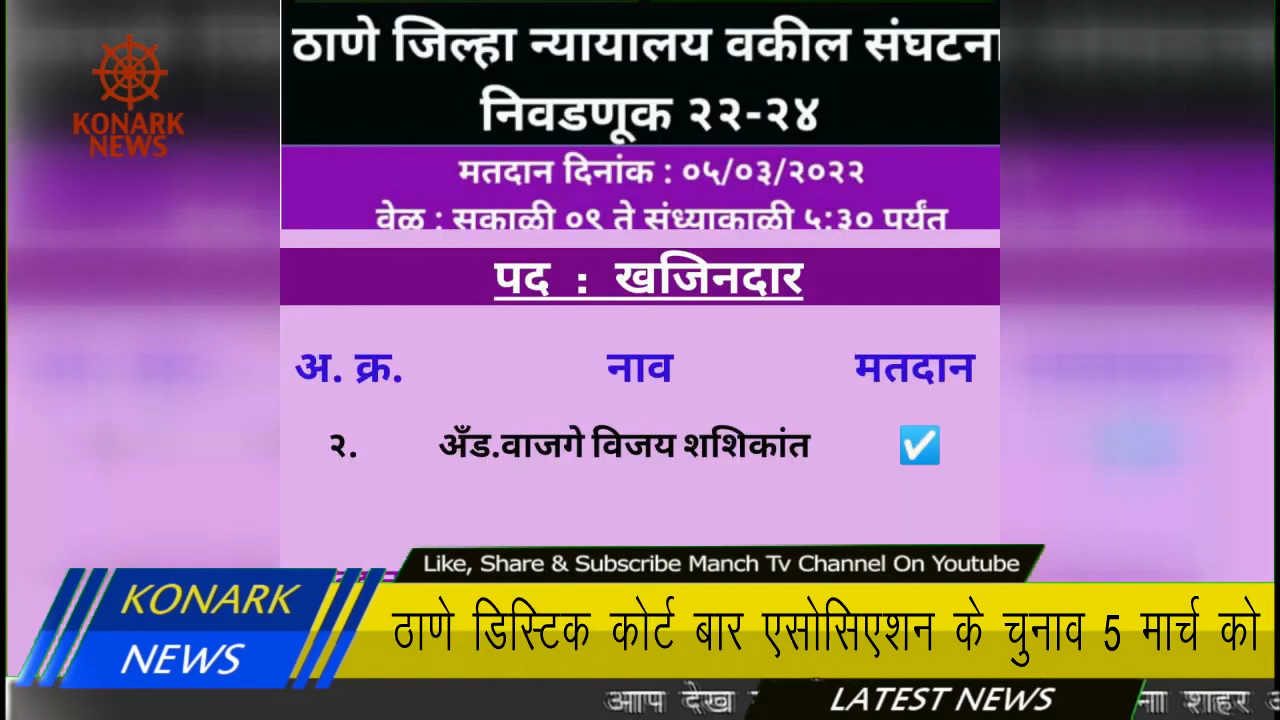 KONARK
NEWS
ठाणे जिल्हा न्यायालय वकील संघटना
निवडणूक २२-२४
मतदान दिनांक : ०५/०३/२०२२
वेळ : सकाळी ०९ ते संध्याकाळी ५:३० पर्यंत
पद : खजिनदार
अ. क्र. नाव मतदान
२. अँड.वाजगे विजय शशिकांत
Like, Share & Subscribe Manch Tv Channel On Youtube
KONARK
NEWS
ठाणे डिस्टिक कोर्ट बार एसोसिएशन के चुनाव 5 मार्च को
आप देख LATEST NEWS शहर